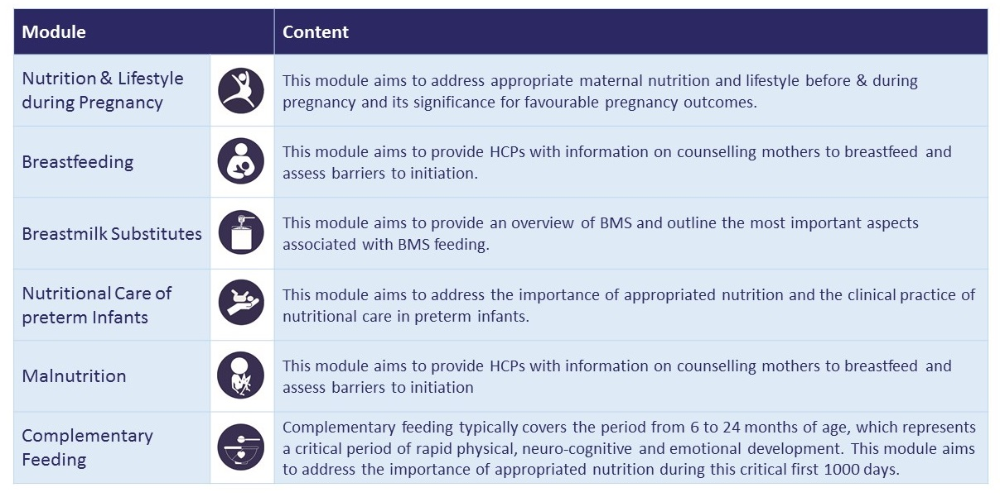 Module
Content
Nutrition & Lifestyle
during Pregnancy
This module aims to address appropriate maternal nutrition and lifestyle before & during
pregnancy and its significance for favourable pregnancy outcomes.
Breastfeeding
This module aims to provide HCPs with information on counselling mothers to breastfeed and
assess barriers to initiation.
Breastmilk Substitutes
This module aims to provide an overview of BMS and outline the most important aspects
associated with BMS feeding.
Nutritional Care of
preterm Infants
This module aims to address the importance of appropriated nutrition and the clinical practice of
nutritional care in preterm infants.
Malnutrition
This module aims to provide HCPs with information on counselling mothers to breastfeed and
assess barriers to initiation
Complementary
Feeding
Complementary feeding typically covers the period from 6 to 24 months of age, which represents
a critical period of rapid physical, neuro-cognitive and emotional development. This module aims
to address the importance of appropriated nutrition during this critical first 1000 days.